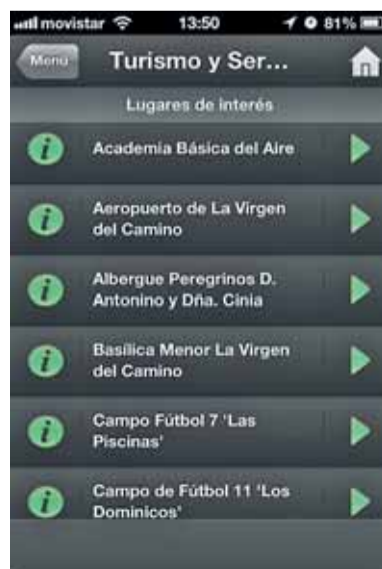 movistar 13:50 81%
Menú Turismo y Ser...
Lugares de interés
Academia Básica del Aire
Aeropuerto de La Virgen
del Camino
Albergue Peregrinos D.
Antonino y Dña. Cinia
Basílica Menor La Virgen
del Camino
Campo Fútbol 7 'Las
Piscinas'
Campo de Fútbol 11 'Los
Dominicos'